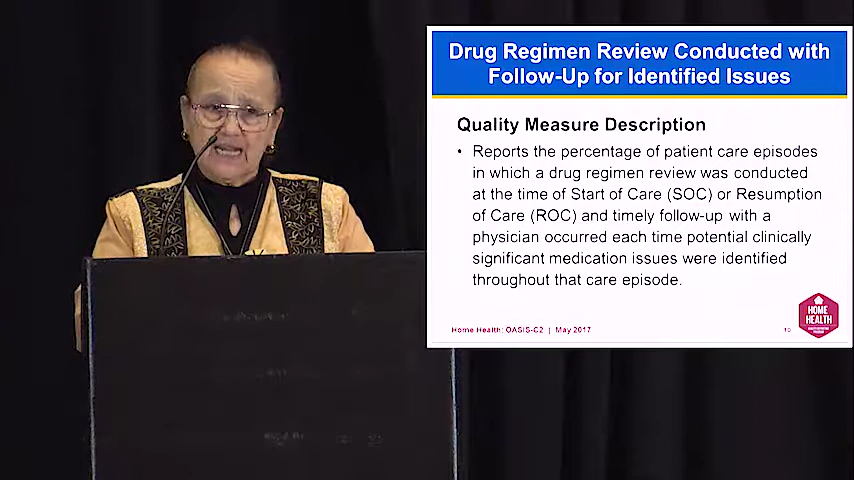 Drug Regimen Review Conducted with
Follow-Up for Identified Issues
Quality Measure Description
• Reports the percentage of patient care episodes
in which a drug regimen review was conducted
at the time of Start of Care (SOC) or Resumption
of Care (ROC) and timely follow-up with a
physician occurred each time potential clinically
significant medication issues were identified
throughout that care episode.
Home Health: OASIS-C2 | May 2017
10
HOME
HEALTH